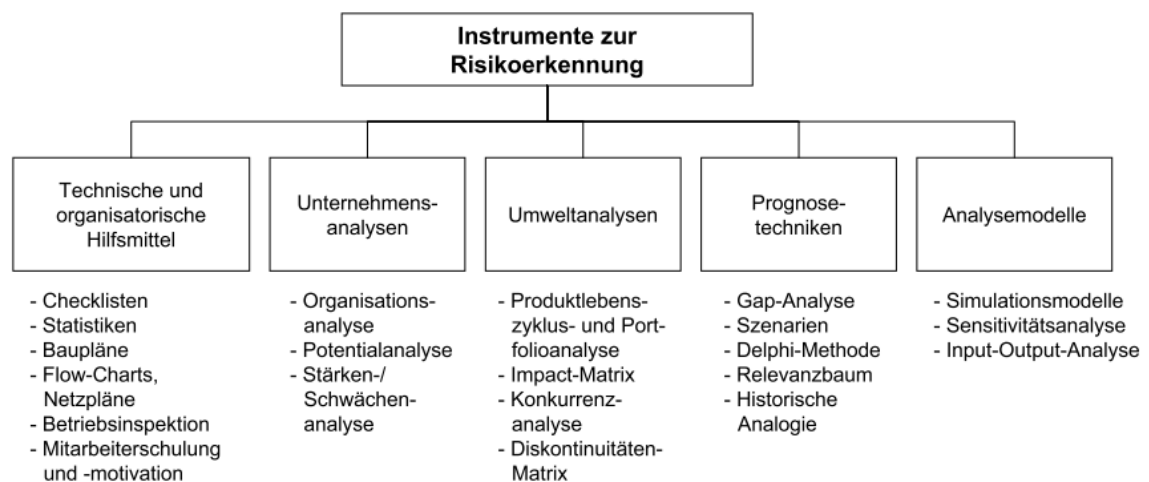 Instrumente zur
Risikoerkennung
Technische und
organisatorische
Hilfsmittel
- Checklisten
- Statistiken
- Baupläne
- Flow-Charts,
Netzpläne
- Betriebsinspektion
- Mitarbeiterschulung
und -motivation
Unternehmens-
analysen
- Organisations-
analyse
- Potentialanalyse
- Stärken-/
Schwächen-
analyse
Umweltanalysen
- Produktlebens-
zyklus- und Port-
folioanalyse
- Impact-Matrix
- Konkurrenz-
analyse
- Diskontinuitäten-
Matrix
Prognose-
techniken
- Gap-Analyse
- Szenarien
- Delphi-Methode
- Relevanzbaum
- Historische
Analogie
Analysemodelle
- Simulationsmodelle
- Sensitivitätsanalyse
- Input-Output-Analyse